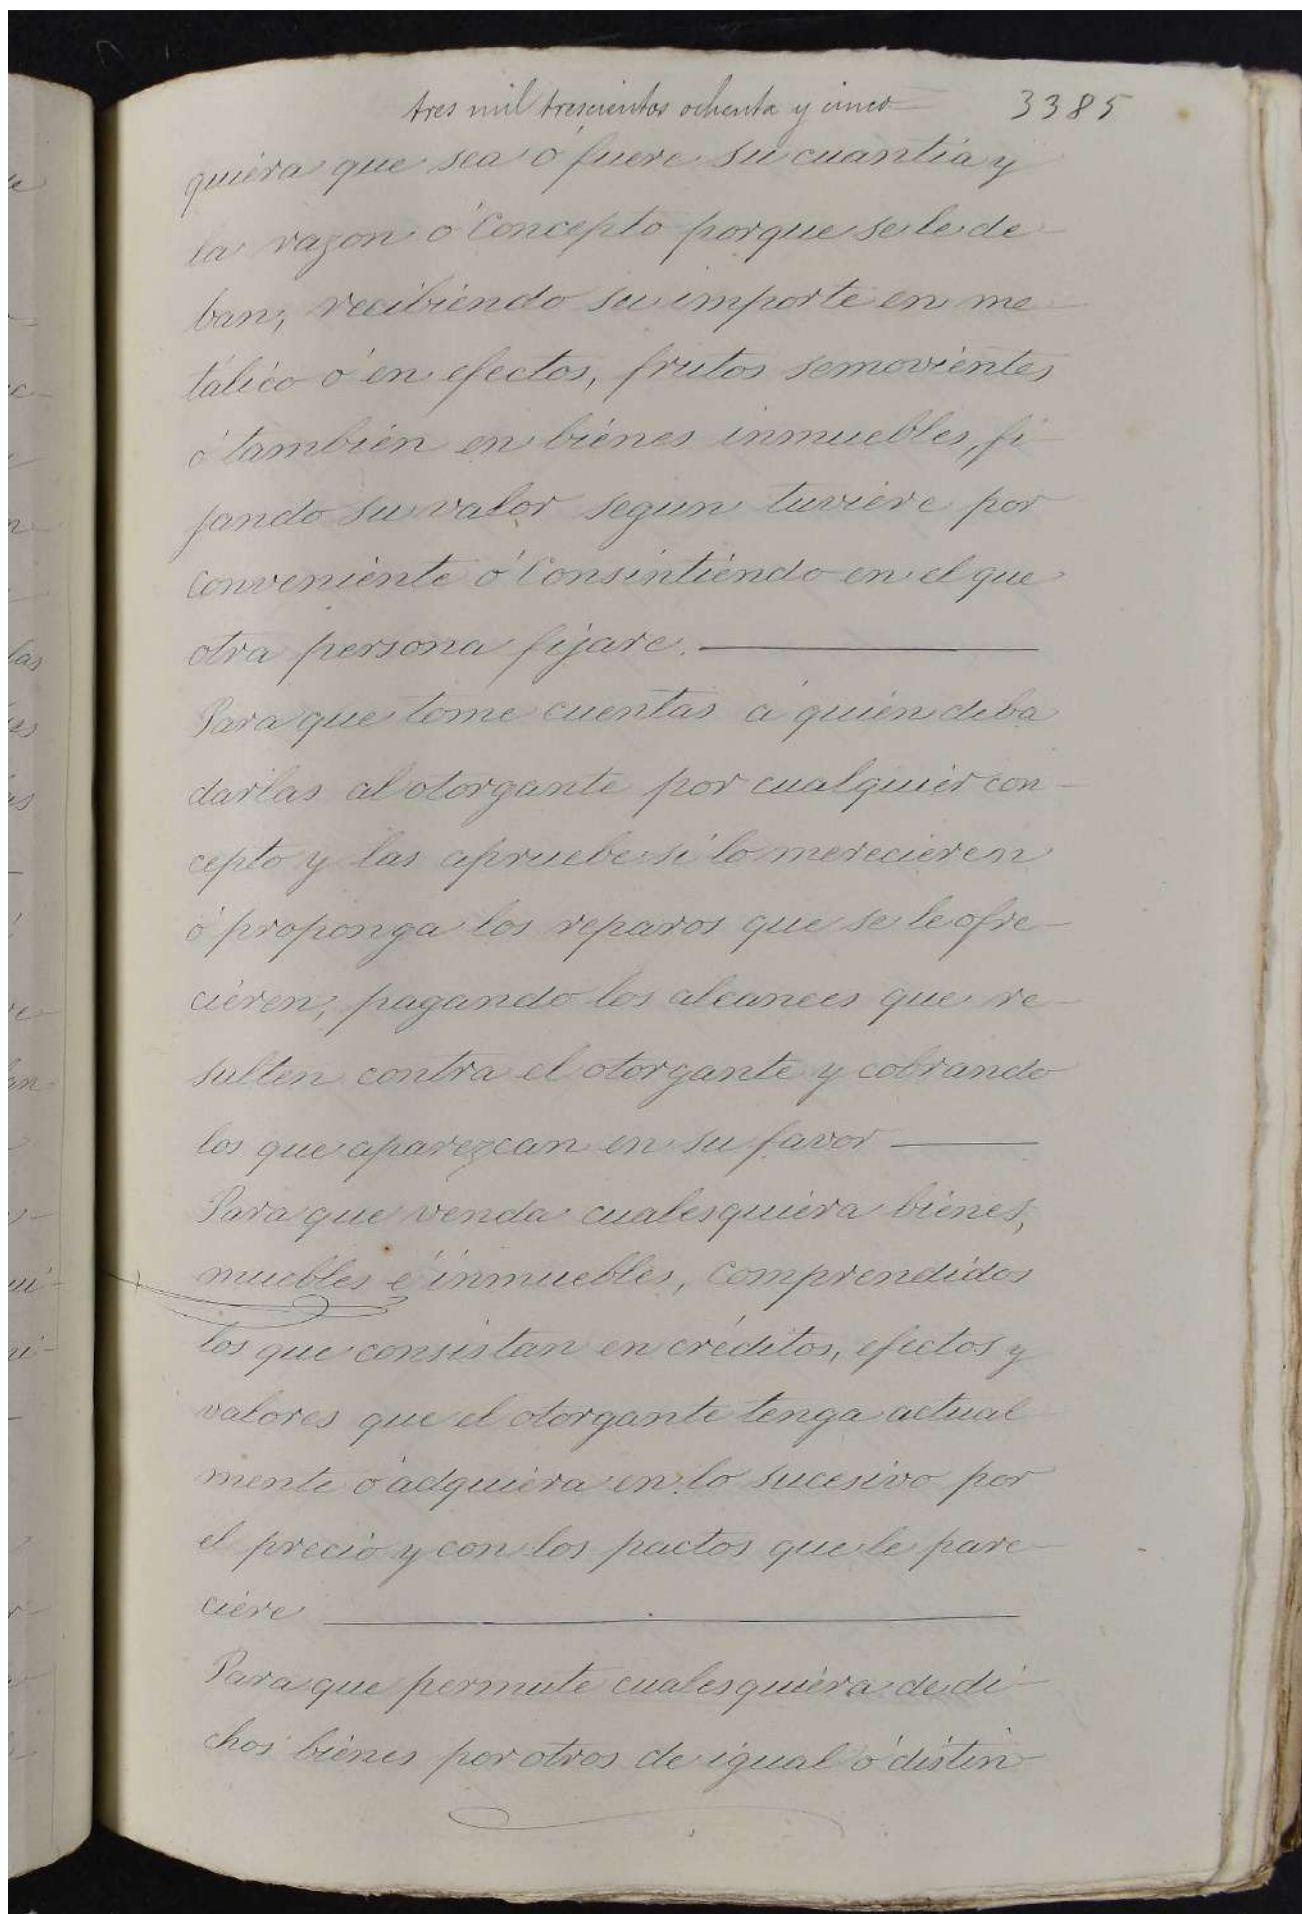 tres mil trescientos ochenta y cinco 3385
quiera que sea ó fuere su cuantía y
la razon ó Concepto porque se le de-
ban; recibiendo su importe en me-
tálico ó en efectos, frutos semovientes
ó también en bienes inmuebles, fi-
jando su valor segun tuviere por
conveniente ó Consintiendo en el que
otra persona fijare.
Para que tome cuentas á quien deba
darlas al otorgante por cualquier con-
cepto y las apruebe si lo merecieren
ó proponga los reparos que se le ofre-
cieren, pagando los alcances que re-
sulten contra el otorgante y cobrando
los que aparezcan en su favor
Para que venda cualesquiera bienes,
muebles é inmuebles, comprendidos
los que consistan en créditos, efectos y
valores que el otorgante tenga actual
mente ó adquiera en lo sucesivo por
el precio y con los pactos que le pare-
ciere
Para que permute cualesquiera de di-
chos bienes por otros de igual ó distin-
las